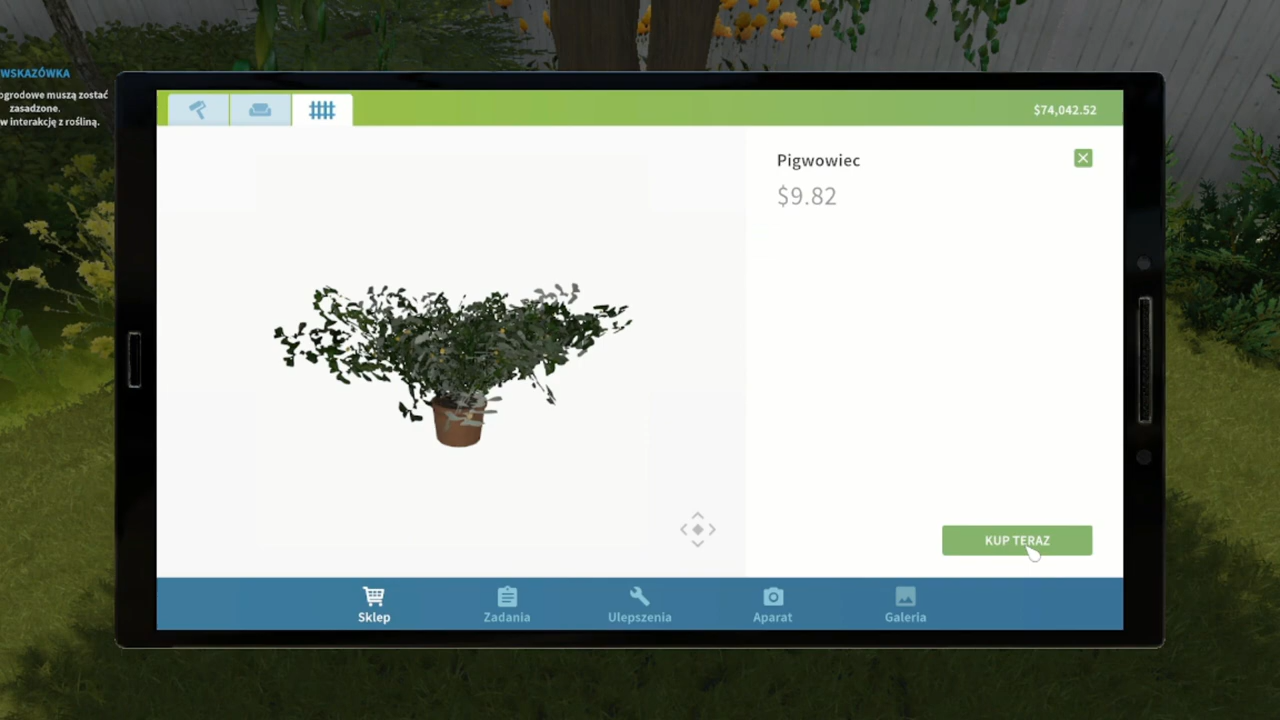 WSKAZÓWKA
ogrodowe muszą zostać
zasadzone.
w interakcję z rośliną.
$74,042.52
Pigwowiec
$9.82
KUP TERAZ
Sklep
Zadania
Ulepszenia
Aparat
Galeria